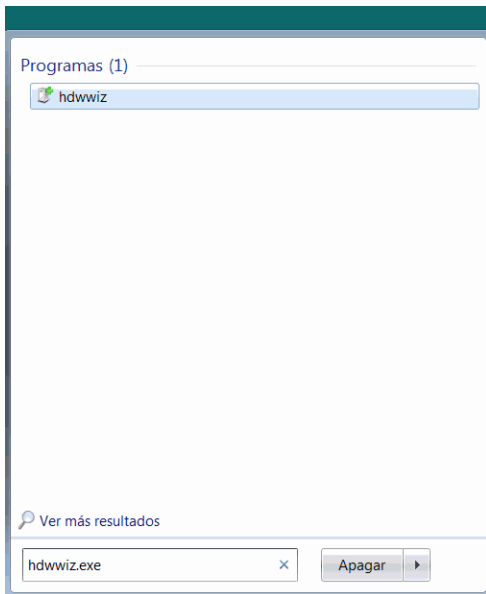 Programas (1)
hdwwiz
Ver más resultados
hdwwiz.exe
Apagar